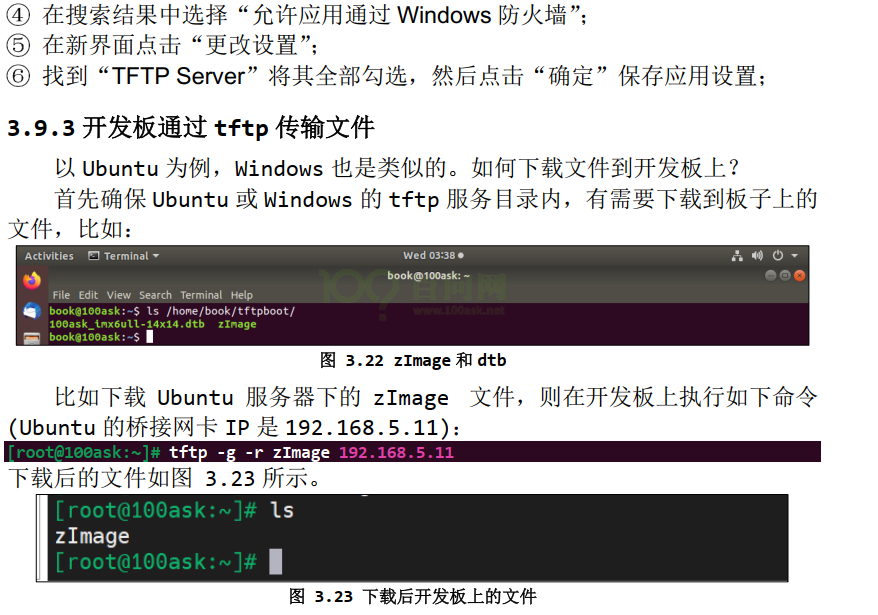 ④ 在搜索结果中选择“允许应用通过 Windows 防火墙”；
⑤ 在新界面点击“更改设置”；
⑥ 找到“TFTP Server”将其全部勾选，然后点击“确定”保存应用设置；
3.9.3 开发板通过 tftp 传输文件
以 Ubuntu 为例，Windows 也是类似的。如何下载文件到开发板上？
首先确保 Ubuntu 或 Windows 的 tftp 服务目录内，有需要下载到板子上的
文件，比如：
Activities Terminal Wed 03:38
book@100ask: ~
File Edit View Search Terminal Help
book@100ask:~$ ls /home/book/tftpboot/
100ask_imx6ull-14x14.dtb zImage
book@100ask:~$
100 百问网
www.100ask.net
图 3.22 zImage 和 dtb
比如下载 Ubuntu 服务器下的 zImage 文件，则在开发板上执行如下命令
(Ubuntu 的桥接网卡 IP 是 192.168.5.11)：
[root@100ask:~]# tftp -g -r zImage 192.168.5.11
下载后的文件如图 3.23 所示。
[root@100ask:~]# ls
zImage
[root@100ask:~]#
图 3.23 下载后开发板上的文件